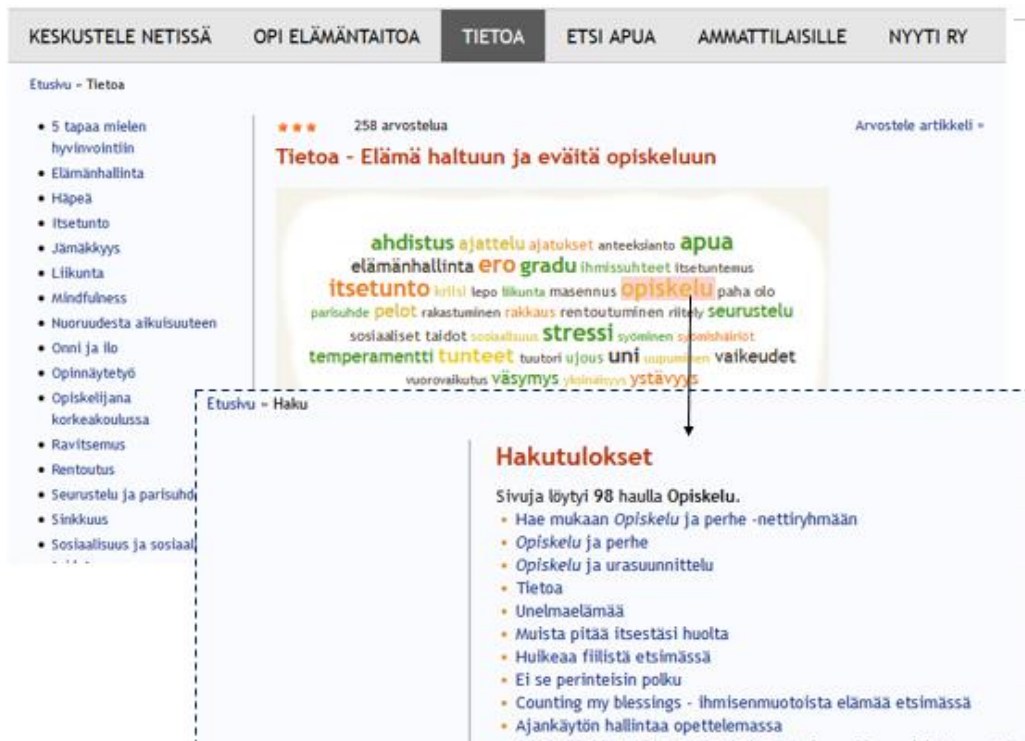 KESKUSTELE NETISSÄ OPI ELÄMÄNTAITOA TIETOA ETSI APUA AMMATTILAISILLE NYYTI RY
Etusivu » Tietoa
• 5 tapaa mielen
hyvinvointiin
• Elämänhallinta
• Häpeä
• Itsetunto
• Jämäkkyys
• Liikunta
• Mindfulness
• Nuoruudesta aikuisuuteen
• Onni ja ilo
• Opinnäytetyö
• Opiskelijana
korkeakoulussa
• Ravitsemus
• Rentoutus
• Seurustelu ja parisuhd
• Sinkkuus
• Sosiaalisuus ja sosiaal
258 arvostelua
Arvostele artikkeli »
Tietoa - Elämä haltuun ja eväitä opiskeluun
ahdistus ajattelu ajatukset anteeksianto apua
elämänhallinta ero gradu ihmissuhteet itsetuntemus
itsetunto kriisi lepo liikunta masennus opiskelu paha olo
parisuhde pelot rakastuminen rakkaus rentoutuminen riitely seurustelu
sosiaaliset taidot sosiaalisuus stressi syöminen syömishäiriöt
temperamentti tunteet tuutori ujous uni uupuminen vaikeudet
vuorovaikutus väsymys yksinäisyys ystävyys
Etusivu » Haku
Hakutulokset
Sivuja löytyi 98 haulla Opiskelu.
• Hae mukaan Opiskelu ja perhe -nettiryhmään
• Opiskelu ja perhe
• Opiskelu ja urasuunnittelu
• Tietoa
• Unelmaelämää
• Muista pitää itsestäsi huolta
• Huikeaa fiilistä etsimässä
• Ei se perinteisin polku
• Counting my blessings - ihmisenmuotoista elämää etsimässä
• Ajankäytön hallintaa opettelemassa